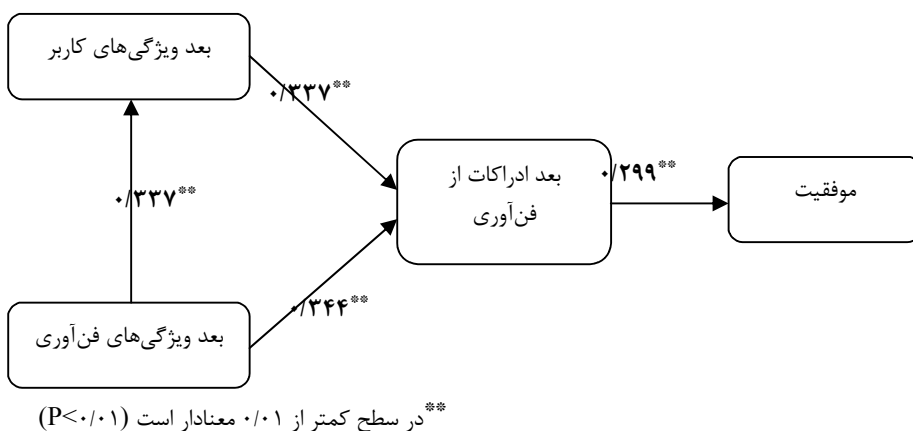 بعد ویژگی‌های کاربر
۰/۳۳۷**
۰/۳۳۷**
بعد ادراکات از
فن‌آوری
۰/۲۹۹**
موفقیت
۰/۳۴۴**
بعد ویژگی‌های فن‌آوری
**در سطح کمتر از ۰/۰۱ معنادار است (P<۰/۰۱)